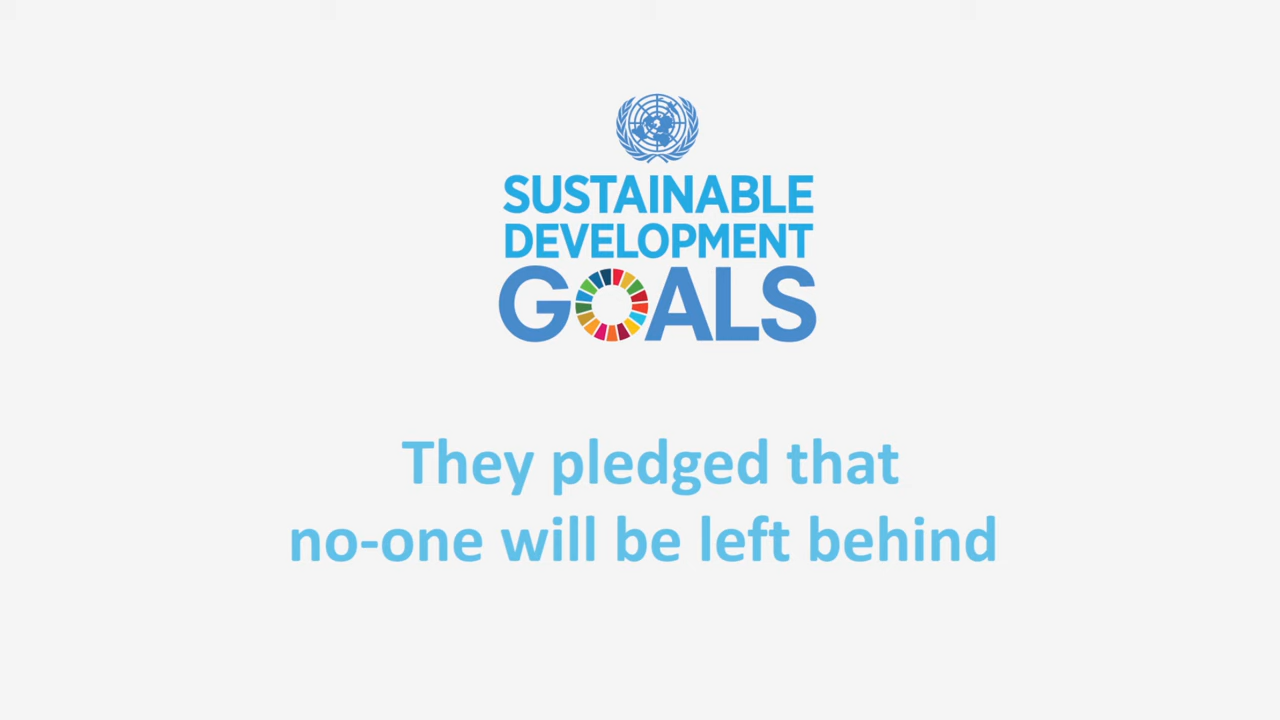 SUSTAINABLE
DEVELOPMENT
GOALS
They pledged that
no-one will be left behind